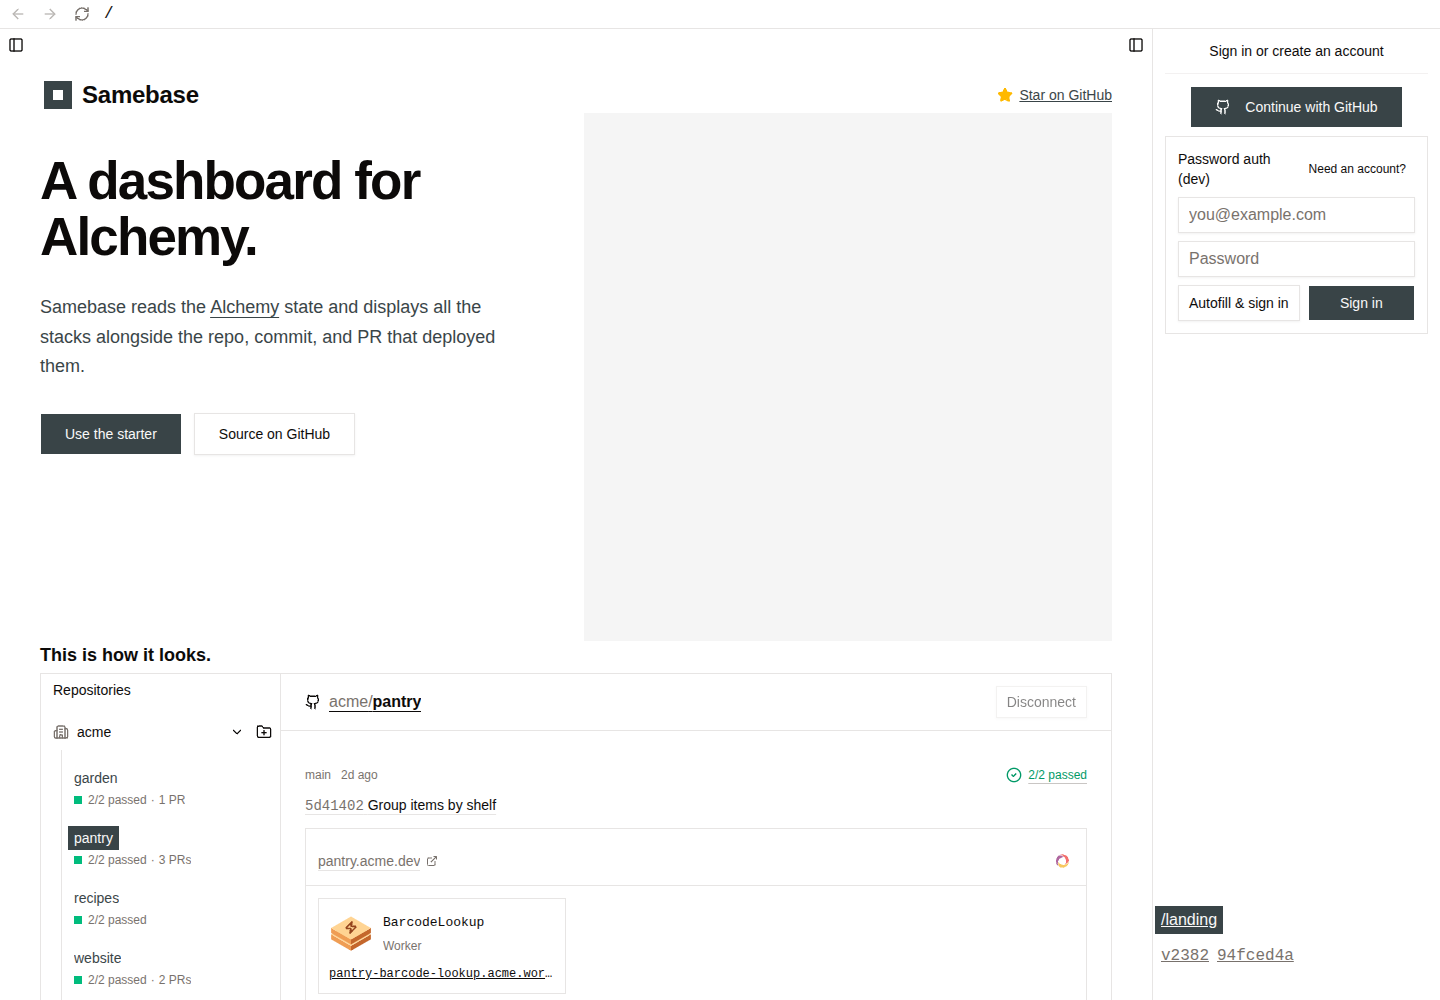 /
Samebase
Star on GitHub
A dashboard for
Alchemy.
Samebase reads the Alchemy state and displays all the
stacks alongside the repo, commit, and PR that deployed
them.
Use the starter
Source on GitHub
This is how it looks.
Repositories
acme
garden
2/2 passed · 1 PR
pantry
2/2 passed · 3 PRs
recipes
2/2 passed
website
2/2 passed · 2 PRs
acme/pantry
Disconnect
main 2d ago
2/2 passed
5d41402 Group items by shelf
pantry.acme.dev
BarcodeLookup
Worker
pantry-barcode-lookup.acme.wor…
Sign in or create an account
Continue with GitHub
Password auth
(dev)
Need an account?
you@example.com
Password
Autofill & sign in
Sign in
/landing
v2382 94fced4a